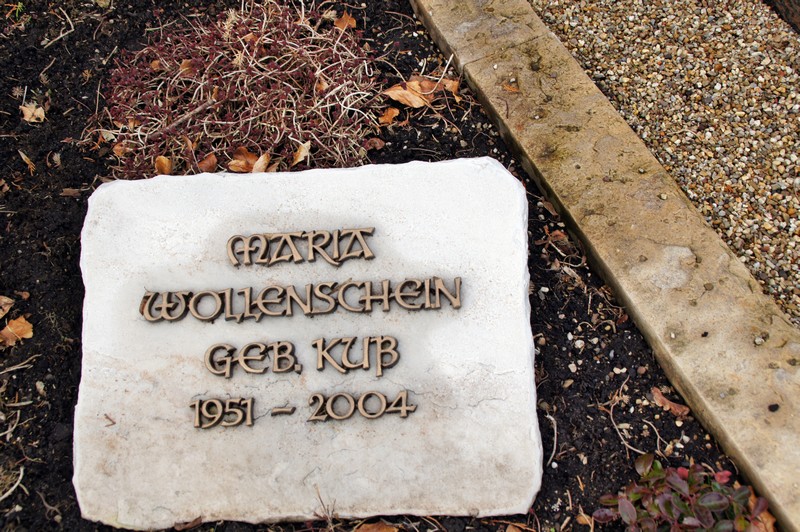 MARIA
WOLLENSCHEIN
GEB. KUß
1951 – 2004